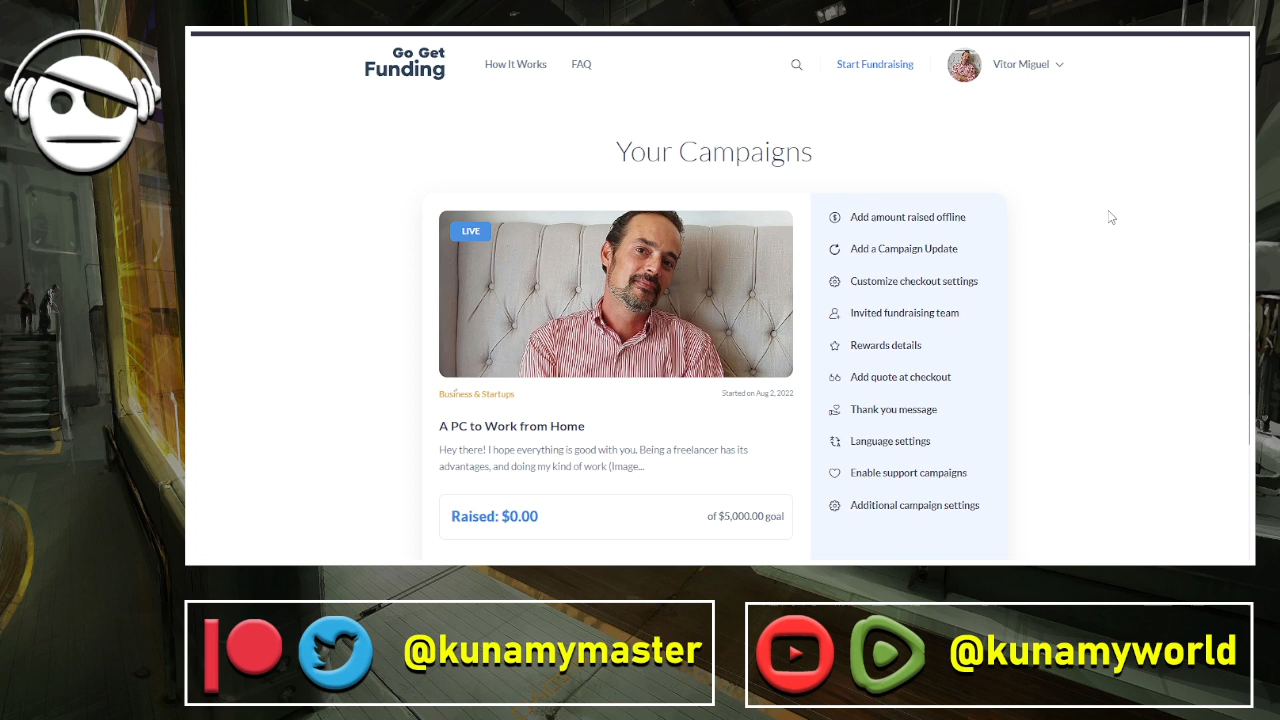 Go Get
Funding
How It Works
FAQ
Start Fundraising
Vitor Miguel
Your Campaigns
LIVE
Business & Startups
Started on Aug 2, 2022
A PC to Work from Home
Hey there! I hope everything is good with you. Being a freelancer has its
advantages, and doing my kind of work (Image...
Raised: $0.00
of $5,000.00 goal
Add amount raised offline
Add a Campaign Update
Customize checkout settings
Invited fundraising team
Rewards details
Add quote at checkout
Thank you message
Language settings
Enable support campaigns
Additional campaign settings
@kunamymaster
@kunamyworld